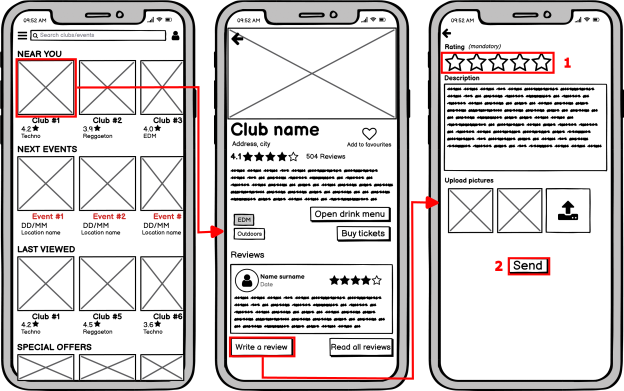 09:52 AM
Search clubs/events
NEAR YOU
Club #1
Club #2
Club #3
4.2
3.9
4.0
Techno
Reggaeton
EDM
NEXT EVENTS
Event #1
Event #2
Event #
DD/MM
DD/MM
DD/MM
Location name
Location name
Location name
LAST VIEWED
Club #1
Club #5
Club #6
4.2
4.5
3.6
Techno
Reggaeton
Techno
SPECIAL OFFERS
09:52 AM
Club name
Address, city
Add to favourites
4.1
504 Reviews
EDM
Outdoors
Open drink menu
Buy tickets
Reviews
Name surname
Date
Write a review
Read all reviews
09:52 AM
Rating (mandatory)
1
Description
Upload pictures
2
Send